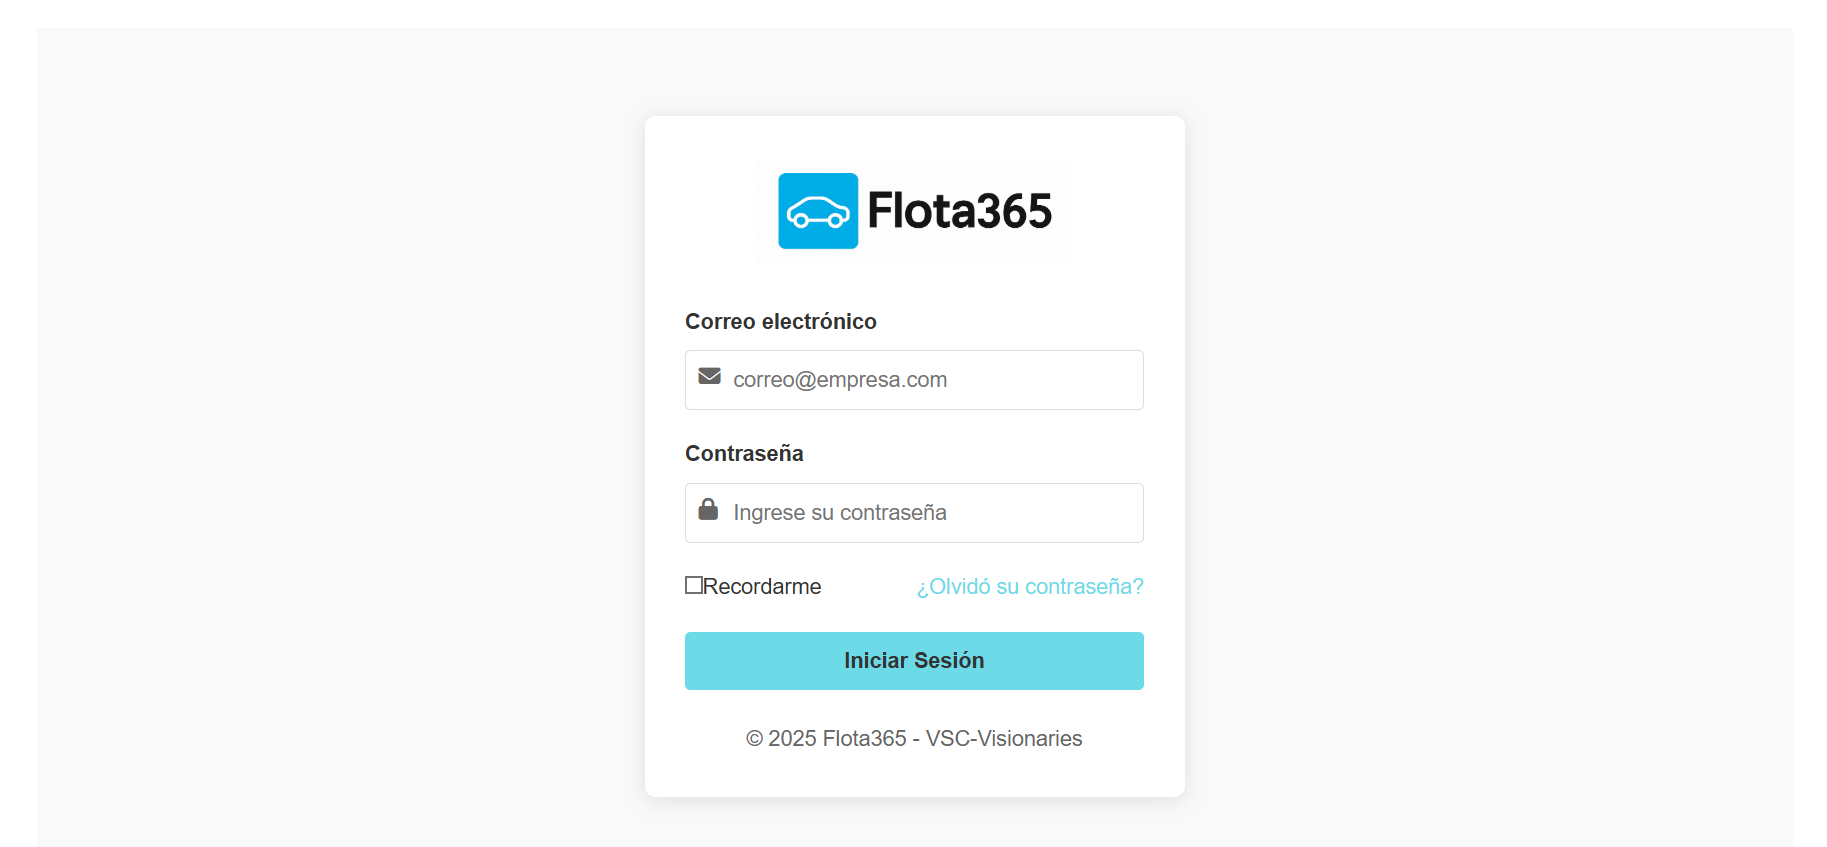 Flota365
Correo electrónico
correo@empresa.com
Contraseña
Ingrese su contraseña
Recordarme ¿Olvidó su contraseña?
Iniciar Sesión
© 2025 Flota365 - VSC-Visionaries